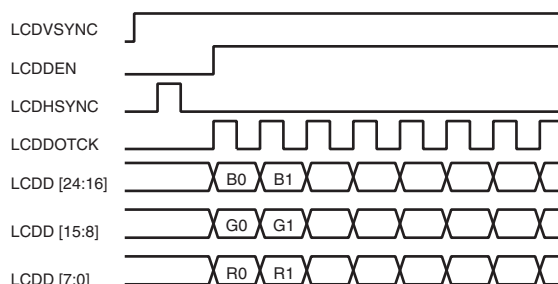 LCDVSYNC
LCDDEN
LCDHSYNC
LCDDOTCK
LCDD [24:16] B0 B1
LCDD [15:8] G0 G1
LCDD [7:0] R0 R1